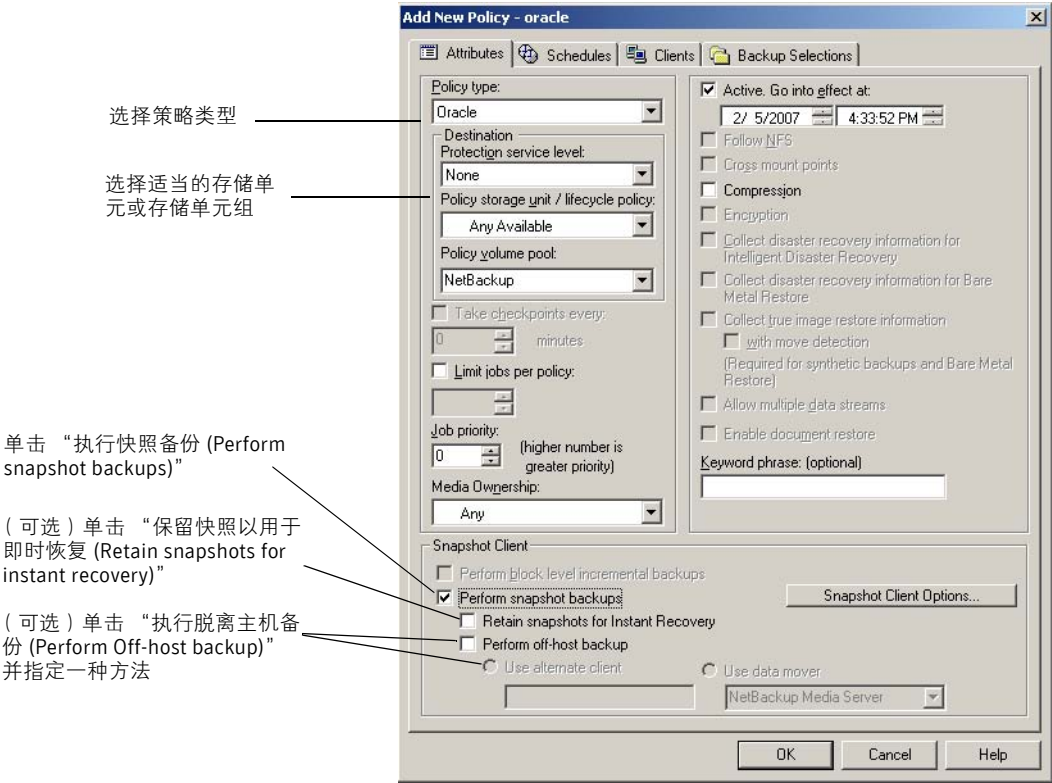 Add New Policy - oracle
Attributes
Schedules
Clients
Backup Selections
选择策略类型
选择适当的存储单
元或存储单元组
单击 “执行快照备份 (Perform
snapshot backups)”
（可选）单击 “保留快照以用于
即时恢复 (Retain snapshots for
instant recovery)”
（可选）单击 “执行脱离主机备
份 (Perform Off-host backup)”
并指定一种方法
Policy type:
Oracle
Destination
Protection service level:
None
Policy storage unit / lifecycle policy:
Any Available
Policy volume pool:
NetBackup
Take checkpoints every:
0 minutes
Limit jobs per policy:
Job priority:
0
(higher number is
greater priority)
Media Ownership:
Any
Active. Go into effect at:
2/ 5/2007 4:33:52 PM
Follow NFS
Cross mount points
Compression
Encryption
Collect disaster recovery information for
Intelligent Disaster Recovery
Collect disaster recovery information for Bare
Metal Restore
Collect true image restore information
with move detection
(Required for synthetic backups and Bare Metal
Restore)
Allow multiple data streams
Enable document restore
Keyword phrase: (optional)
Snapshot Client
Perform block level incremental backups
Perform snapshot backups
Snapshot Client Options...
Retain snapshots for Instant Recovery
Perform off-host backup
Use alternate client
Use data mover
NetBackup Media Server
OK
Cancel
Help